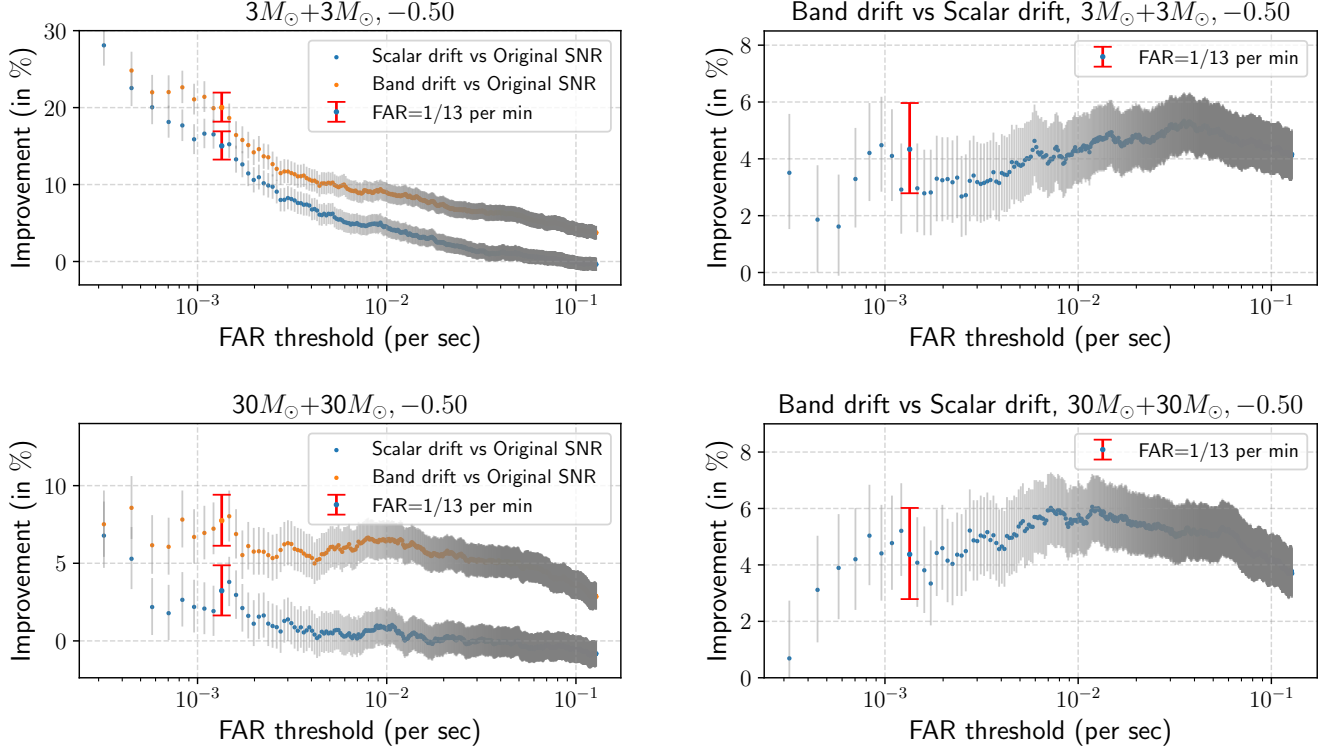 3M⊙+3M⊙, −0.50
Improvement (in %)
30
20
10
0
Scalar drift vs Original SNR
Band drift vs Original SNR
FAR=1/13 per min
10⁻³
10⁻²
10⁻¹
FAR threshold (per sec)
Band drift vs Scalar drift, 3M⊙+3M⊙, −0.50
Improvement (in %)
8
6
4
2
0
FAR=1/13 per min
10⁻³
10⁻²
10⁻¹
FAR threshold (per sec)
30M⊙+30M⊙, −0.50
Improvement (in %)
10
5
0
Scalar drift vs Original SNR
Band drift vs Original SNR
FAR=1/13 per min
10⁻³
10⁻²
10⁻¹
FAR threshold (per sec)
Band drift vs Scalar drift, 30M⊙+30M⊙, −0.50
Improvement (in %)
8
6
4
2
0
FAR=1/13 per min
10⁻³
10⁻²
10⁻¹
FAR threshold (per sec)